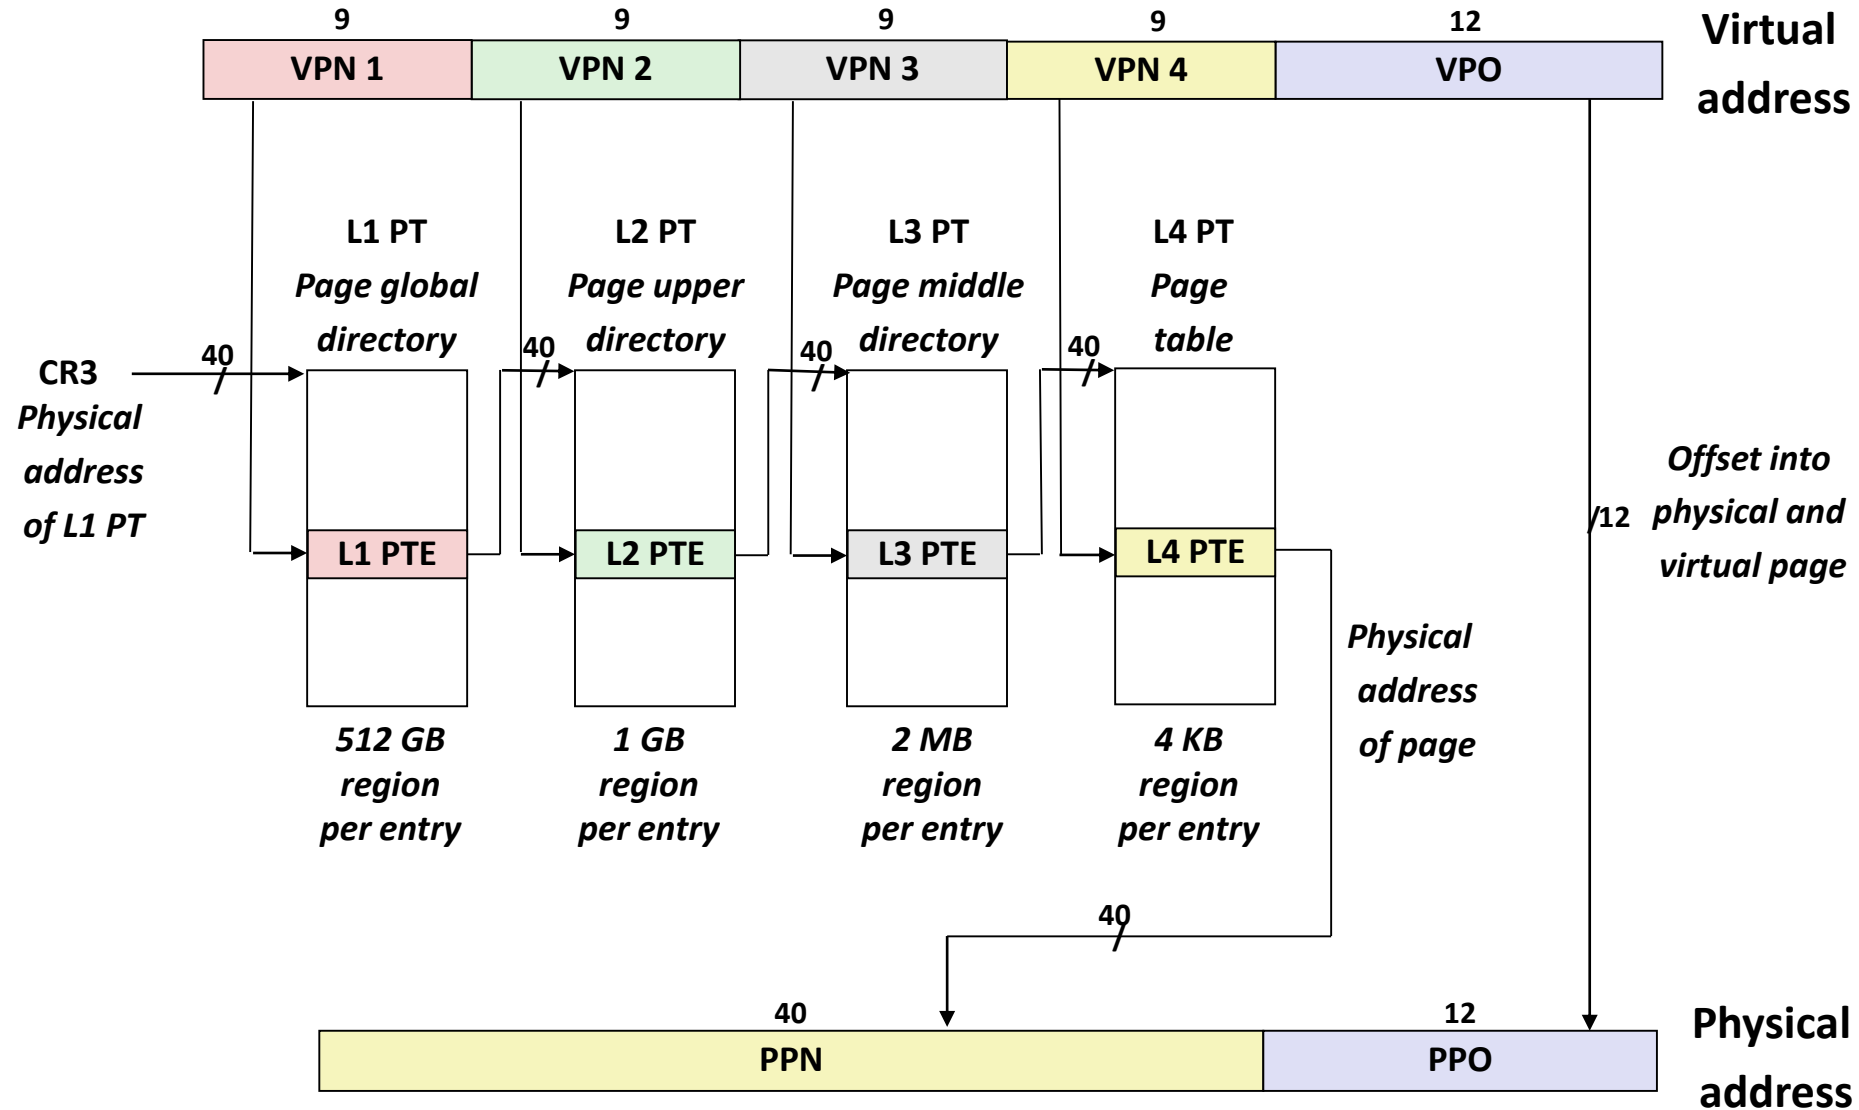 9
9
9
9
12
VPN 1
VPN 2
VPN 3
VPN 4
VPO
Virtual
address
L1 PT
Page global
directory
L2 PT
Page upper
directory
L3 PT
Page middle
directory
L4 PT
Page
table
CR3
Physical
address
of L1 PT
40
40
40
40
L1 PTE
L2 PTE
L3 PTE
L4 PTE
/12
Offset into
physical and
virtual page
512 GB
region
per entry
1 GB
region
per entry
2 MB
region
per entry
4 KB
region
per entry
Physical
address
of page
40
40
12
PPN
PPO
Physical
address